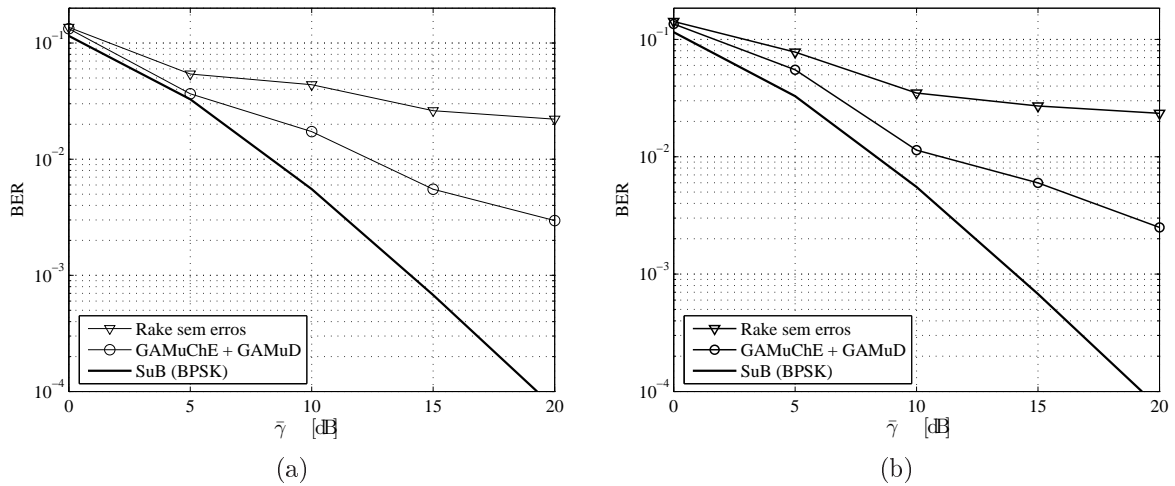 10⁻¹
10⁻²
10⁻³
10⁻⁴
BER
Rake sem erros
GAMuChE + GAMuD
SuB (BPSK)
0 5 10 15 20
γ̄ [dB]
(a)
10⁻¹
10⁻²
10⁻³
10⁻⁴
BER
Rake sem erros
GAMuChE + GAMuD
SuB (BPSK)
0 5 10 15 20
γ̄ [dB]
(b)